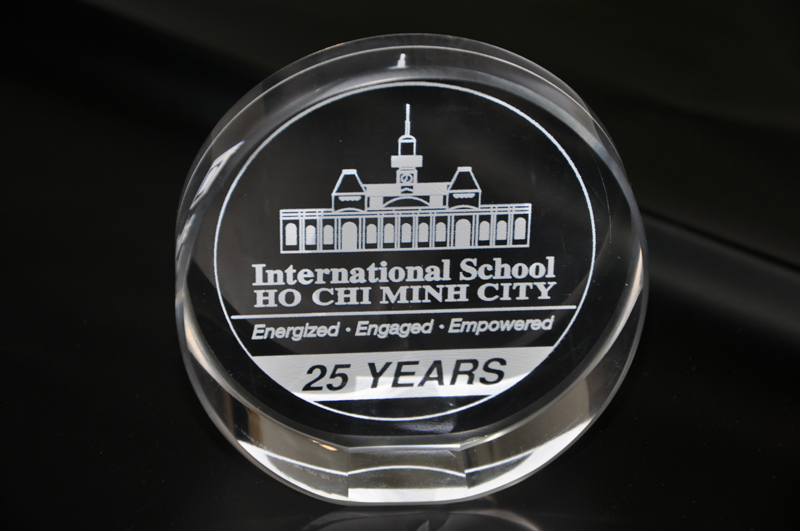 International School
HO CHI MINH CITY
Energized · Engaged · Empowered
25 YEARS